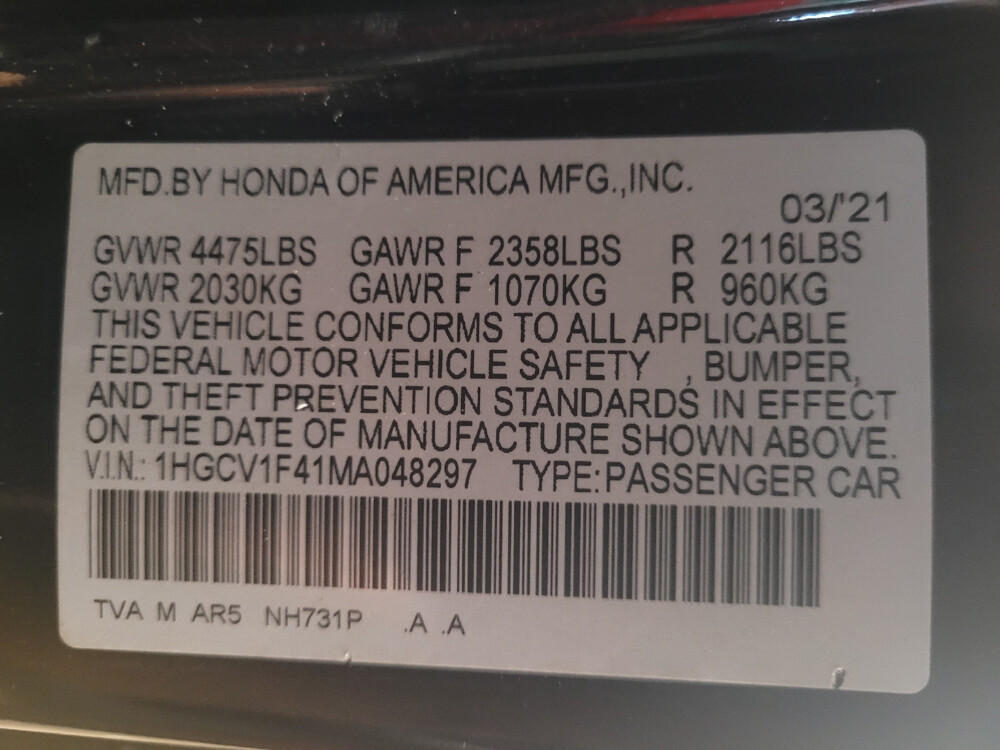 MFD.BY HONDA OF AMERICA MFG.,INC.
03/'21
GVWR 4475LBS GAWR F 2358LBS R 2116LBS
GVWR 2030KG GAWR F 1070KG R 960KG
THIS VEHICLE CONFORMS TO ALL APPLICABLE
FEDERAL MOTOR VEHICLE SAFETY , BUMPER,
AND THEFT PREVENTION STANDARDS IN EFFECT
ON THE DATE OF MANUFACTURE SHOWN ABOVE.
V.I.N.: 1HGCV1F41MA048297 TYPE:PASSENGER CAR
TVA M AR5 NH731P .A .A